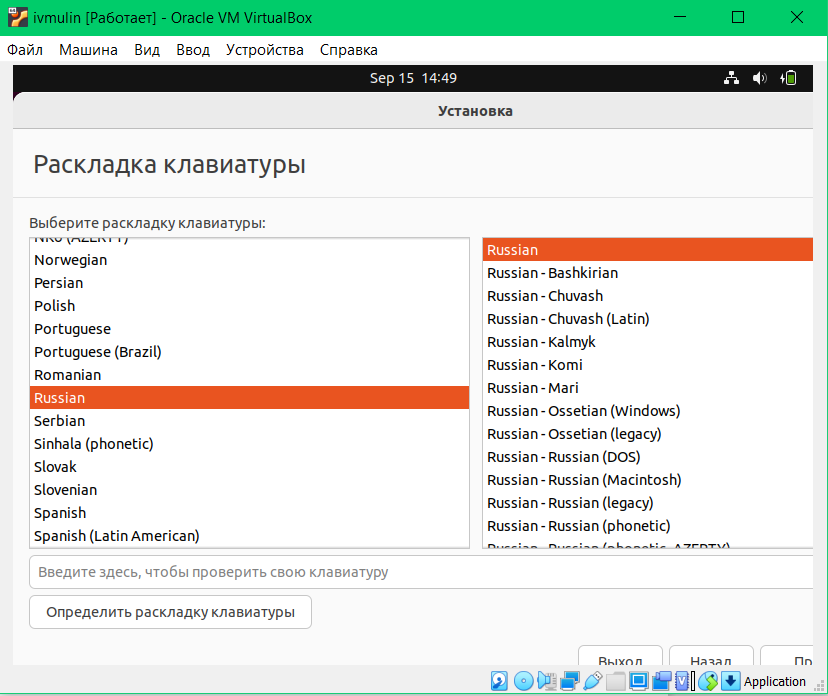 ivmulin [Работает] - Oracle VM VirtualBox
Файл Машина Вид Ввод Устройства Справка
Sep 15 14:49
Установка
Раскладка клавиатуры
Выберите раскладку клавиатуры:
Norwegian
Persian
Polish
Portuguese
Portuguese (Brazil)
Romanian
Russian
Serbian
Sinhala (phonetic)
Slovak
Slovenian
Spanish
Spanish (Latin American)
Russian
Russian - Bashkirian
Russian - Chuvash
Russian - Chuvash (Latin)
Russian - Kalmyk
Russian - Komi
Russian - Mari
Russian - Ossetian (Windows)
Russian - Ossetian (legacy)
Russian - Russian (DOS)
Russian - Russian (Macintosh)
Russian - Russian (legacy)
Russian - Russian (phonetic)
Russian - Russian (phonetic, AZERTY)
Введите здесь, чтобы проверить свою клавиатуру
Определить раскладку клавиатуры
Выход Назад Пр
Application